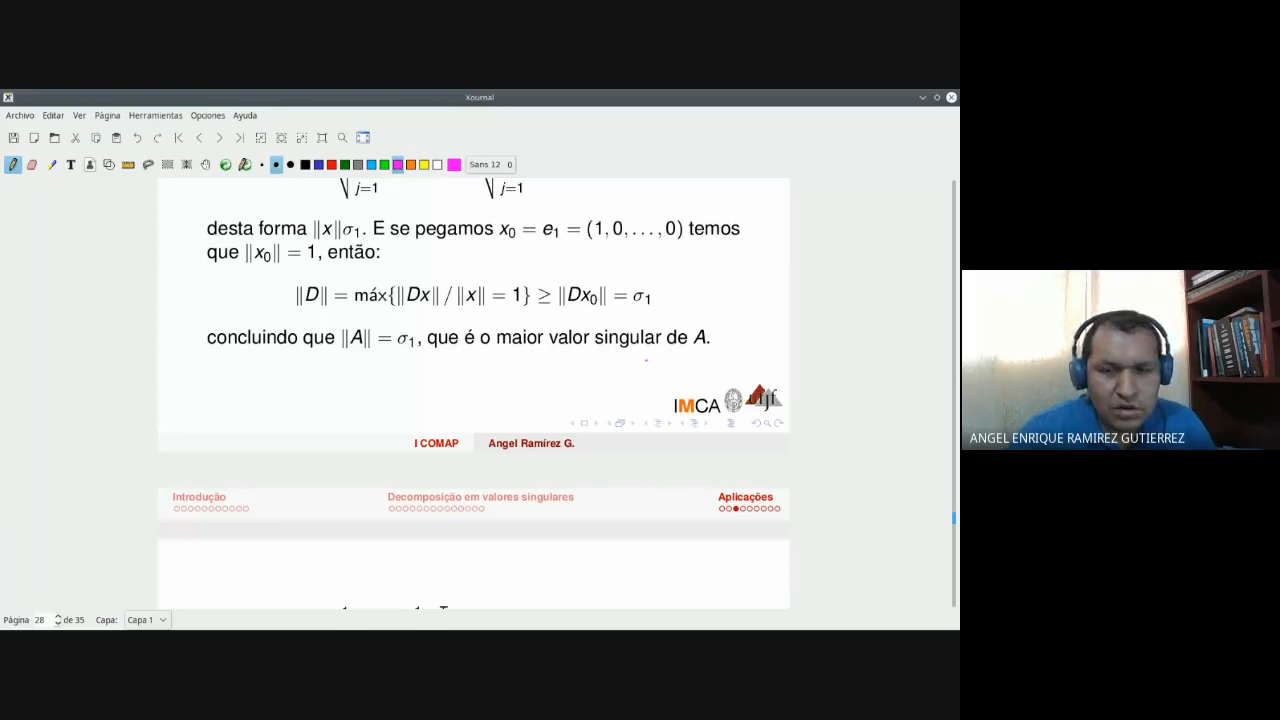 Xournal
Archivo Editar Ver Página Herramientas Opciones Ayuda
T Sans 12 0
j=1 j=1
desta forma ‖x‖σ₁. E se pegamos x₀ = e₁ = (1, 0, . . . , 0) temos
que ‖x₀‖ = 1, então:
‖D‖ = máx{‖Dx‖ / ‖x‖ = 1} ≥ ‖Dx₀‖ = σ₁
concluindo que ‖A‖ = σ₁, que é o maior valor singular de A.
IMCA ufjf
I COMAP Angel Ramírez G.
Introdução Decomposição em valores singulares Aplicações
Página 28 de 35 Capa: Capa 1
ANGEL ENRIQUE RAMIREZ GUTIERREZ